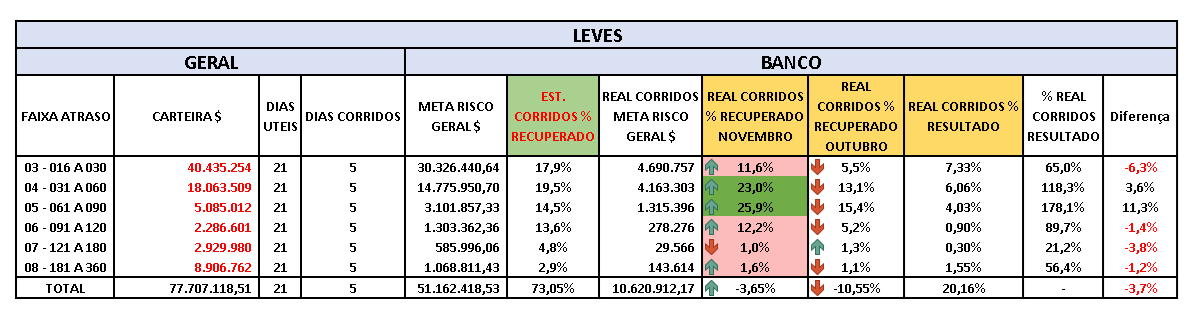 LEVES
GERAL BANCO
FAIXA ATRASO CARTEIRA $ DIAS UTEIS DIAS CORRIDOS META RISCO GERAL $ EST. CORRIDOS % RECUPERADO REAL CORRIDOS META RISCO GERAL $ REAL CORRIDOS % RECUPERADO NOVEMBRO REAL CORRIDOS % RECUPERADO OUTUBRO REAL CORRIDOS % RESULTADO % REAL CORRIDOS RESULTADO Diferença
03 - 016 A 030 40.435.254 21 5 30.326.440,64 17,9% 4.690.757 11,6% 5,5% 7,33% 65,0% -6,3%
04 - 031 A 060 18.063.509 21 5 14.775.950,70 19,5% 4.163.303 23,0% 13,1% 6,06% 118,3% 3,6%
05 - 061 A 090 5.085.012 21 5 3.101.857,33 14,5% 1.315.396 25,9% 15,4% 4,03% 178,1% 11,3%
06 - 091 A 120 2.286.601 21 5 1.303.362,36 13,6% 278.276 12,2% 5,2% 0,90% 89,7% -1,4%
07 - 121 A 180 2.929.980 21 5 585.996,06 4,8% 29.566 1,0% 1,3% 0,30% 21,2% -3,8%
08 - 181 A 360 8.906.762 21 5 1.068.811,43 2,9% 143.614 1,6% 1,1% 1,55% 56,4% -1,2%
TOTAL 77.707.118,51 21 5 51.162.418,53 73,05% 10.620.912,17 -3,65% -10,55% 20,16% - -3,7%